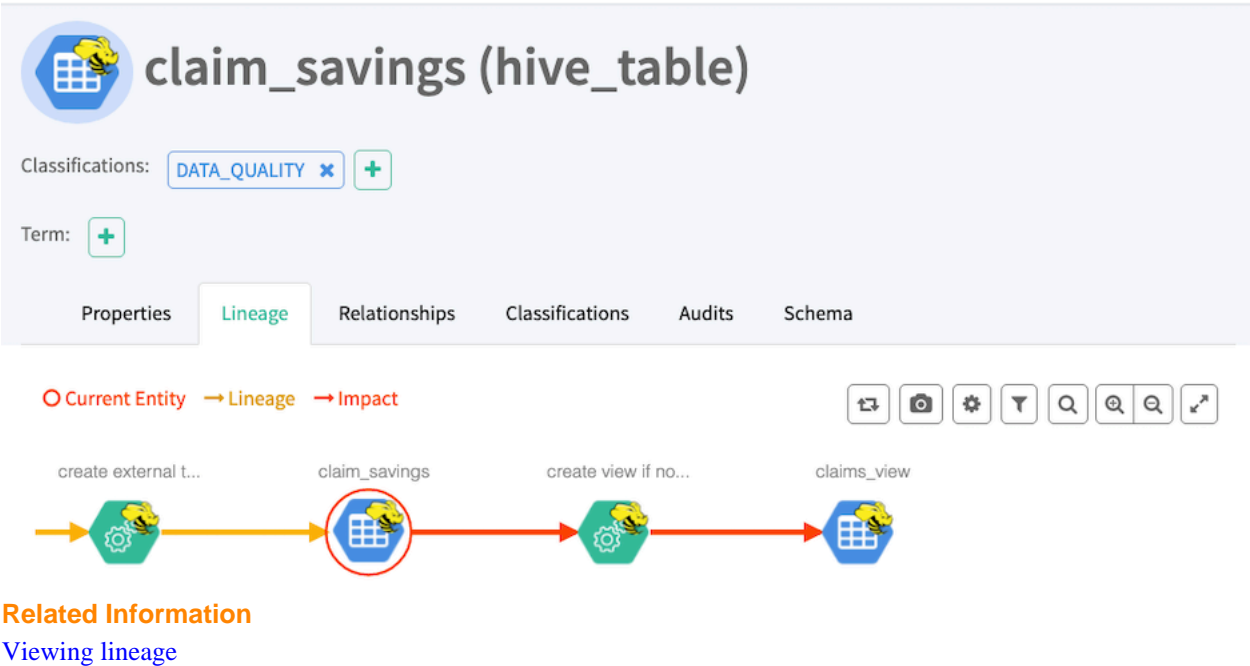 claim_savings (hive_table)
Classifications: DATA_QUALITY
Term:
Properties Lineage Relationships Classifications Audits Schema
Current Entity Lineage Impact
create external t... claim_savings create view if no... claims_view
Related Information
Viewing lineage